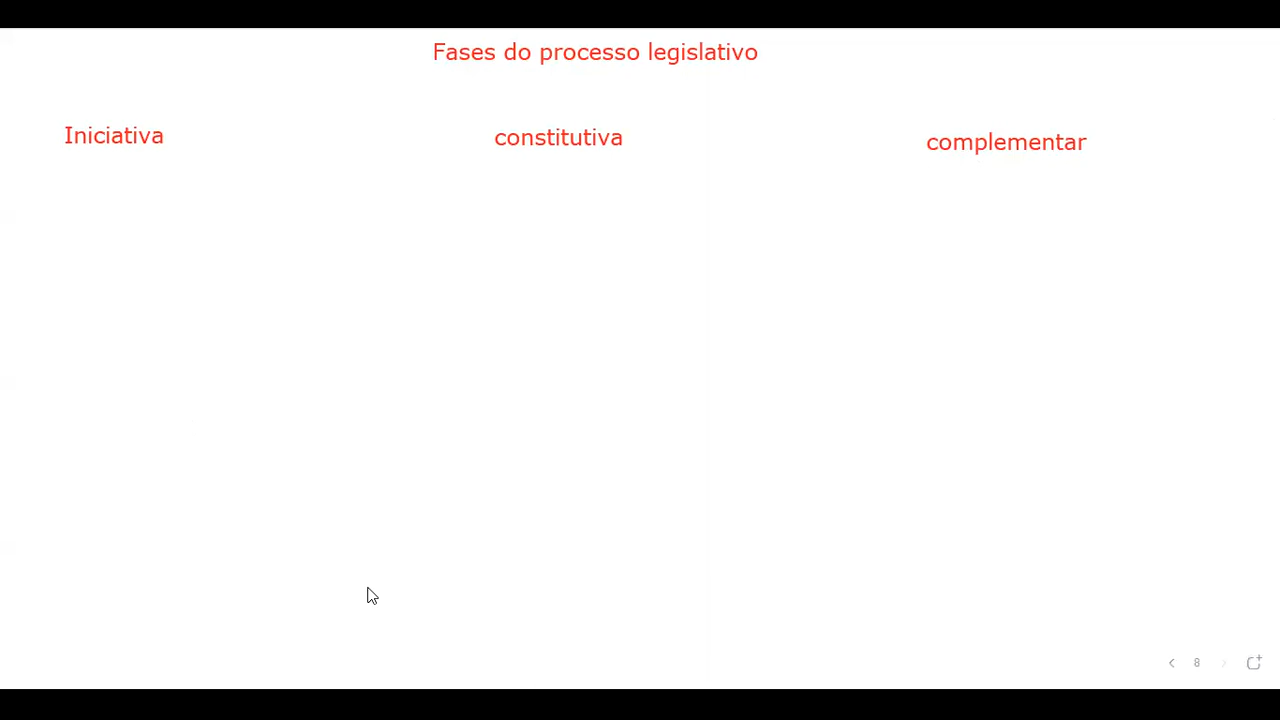 Fases do processo legislativo
Iniciativa
constitutiva
complementar
8